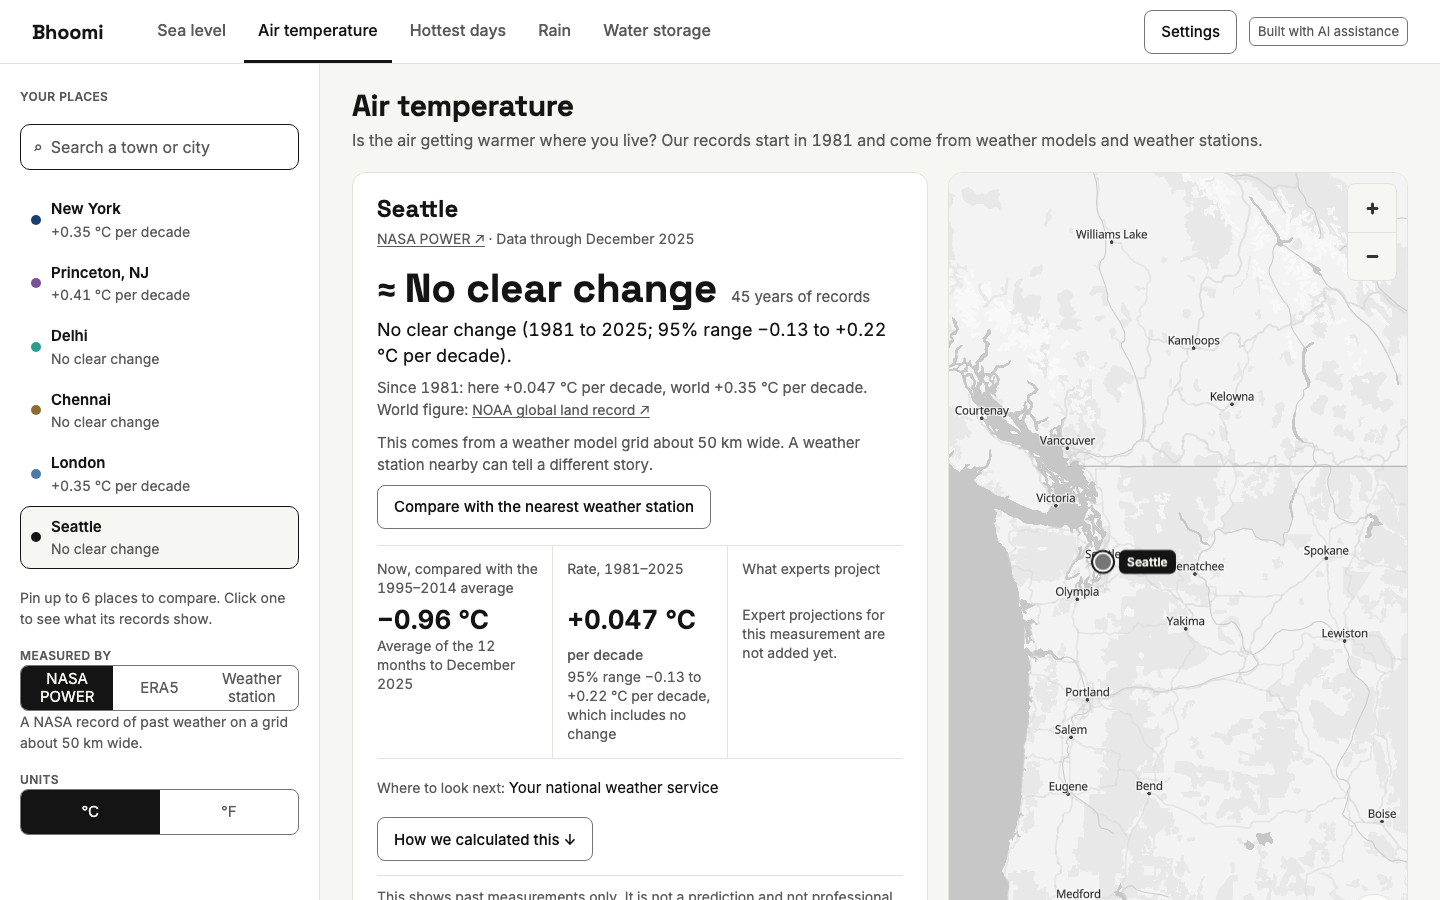 Bhoomi
Sea level
Air temperature
Hottest days
Rain
Water storage
Settings
Built with AI assistance
YOUR PLACES
Search a town or city
New York
+0.35 °C per decade
Princeton, NJ
+0.41 °C per decade
Delhi
No clear change
Chennai
No clear change
London
+0.35 °C per decade
Seattle
No clear change
Pin up to 6 places to compare. Click one
to see what its records show.
MEASURED BY
NASA
POWER
ERA5
Weather
station
A NASA record of past weather on a grid
about 50 km wide.
UNITS
°C
°F
Air temperature
Is the air getting warmer where you live? Our records start in 1981 and come from weather models and weather stations.
Seattle
NASA POWER ↗ · Data through December 2025
≈ No clear change 45 years of records
No clear change (1981 to 2025; 95% range −0.13 to +0.22
°C per decade).
Since 1981: here +0.047 °C per decade, world +0.35 °C per decade.
World figure: NOAA global land record ↗
This comes from a weather model grid about 50 km wide. A weather
station nearby can tell a different story.
Compare with the nearest weather station
Now, compared with the
1995–2014 average
−0.96 °C
Average of the 12
months to December
2025
Rate, 1981–2025
+0.047 °C
per decade
95% range −0.13 to
+0.22 °C per decade,
which includes no
change
What experts project
Expert projections for
this measurement are
not added yet.
Where to look next: Your national weather service
How we calculated this ↓
This shows past measurements only. It is not a prediction and not professional
+
−
Williams Lake
Kamloops
Kelowna
Courtenay
Vancouver
Victoria
Seattle
enatchee
Spokane
Olympia
Yakima
Lewiston
Portland
Salem
Eugene
Bend
Boise
Medford